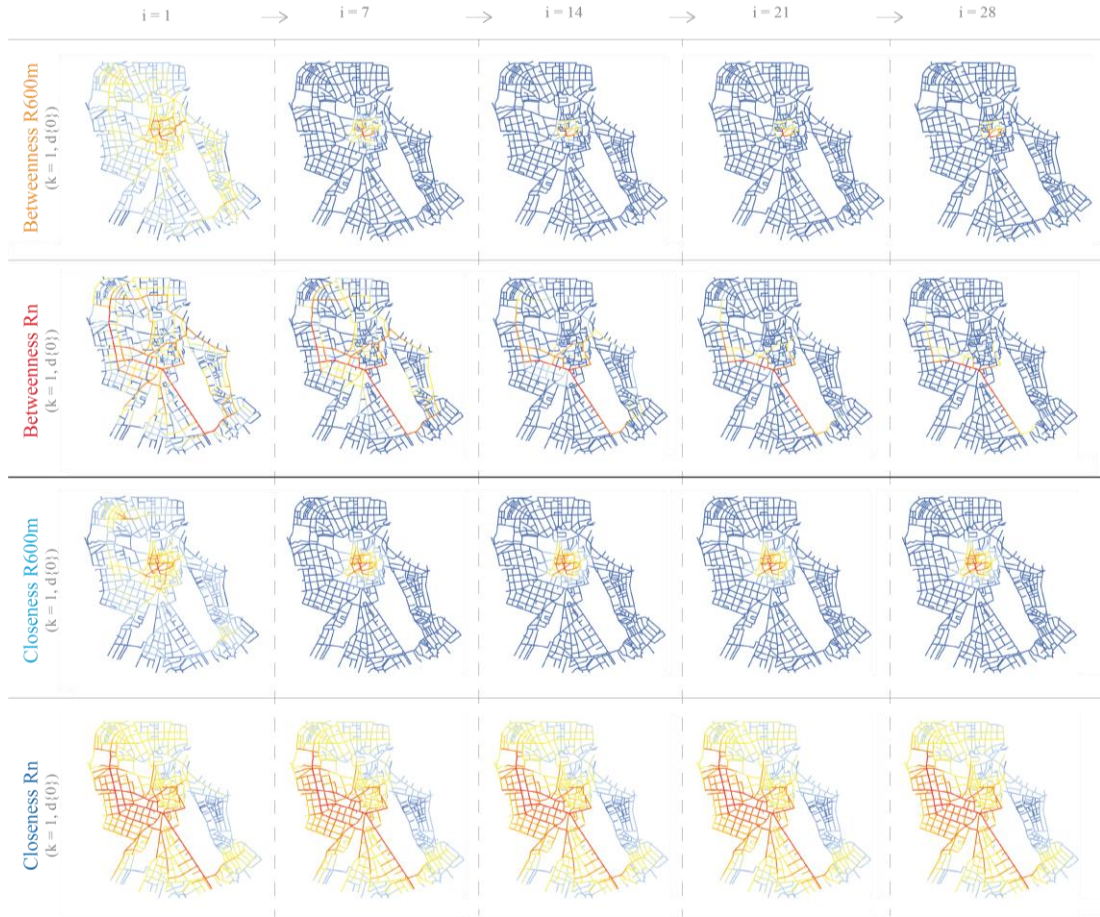 i = 1
i = 7
i = 14
i = 21
i = 28
Betweenness R600m
(k = 1, d{0})
Betweenness Rn
(k = 1, d{0})
Closeness R600m
(k = 1, d{0})
Closeness Rn
(k = 1, d{0})